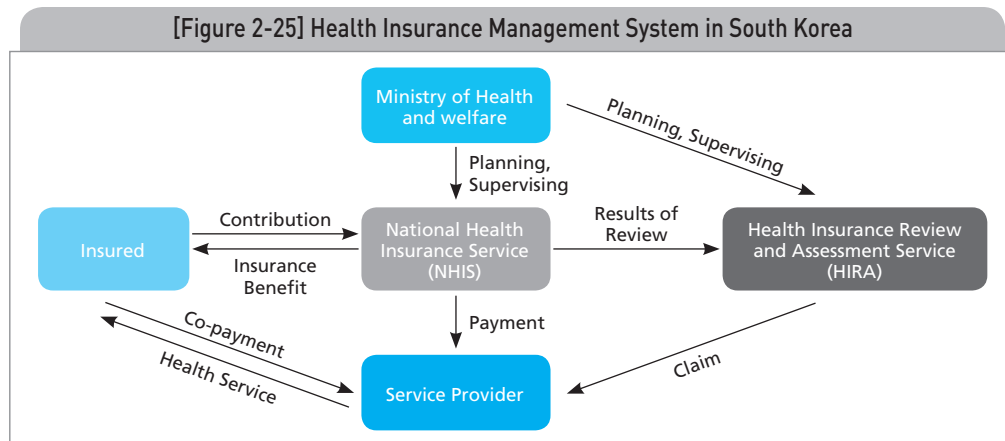 [Figure 2-25] Health Insurance Management System in South Korea
Ministry of Health
and welfare
Planning, Supervising
Planning,
Supervising
Insured
Contribution
Insurance
Benefit
National Health
Insurance Service
(NHIS)
Results of
Review
Health Insurance Review
and Assessment Service
(HIRA)
Co-payment
Health Service
Payment
Claim
Service Provider